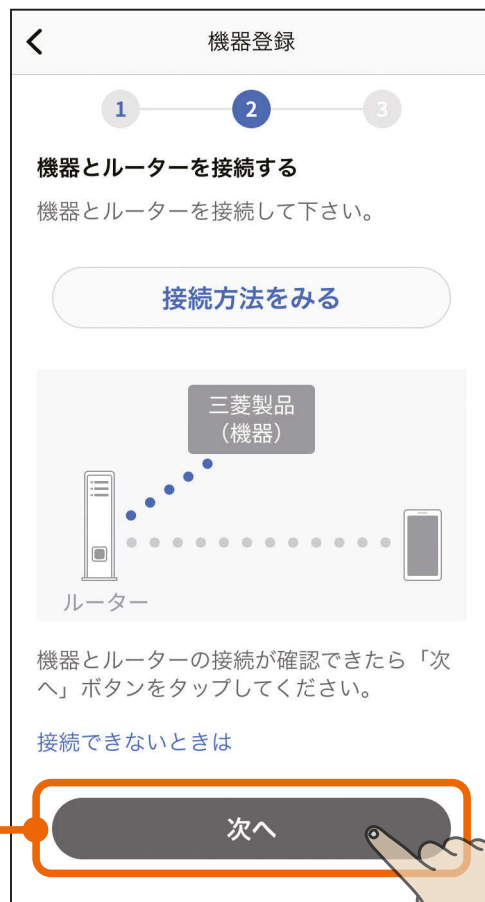 機器登録
1 2 3
機器とルーターを接続する
機器とルーターを接続して下さい。
接続方法をみる
三菱製品
（機器）
ルーター
機器とルーターの接続が確認できたら「次
へ」ボタンをタップしてください。
接続できないときは
次へ